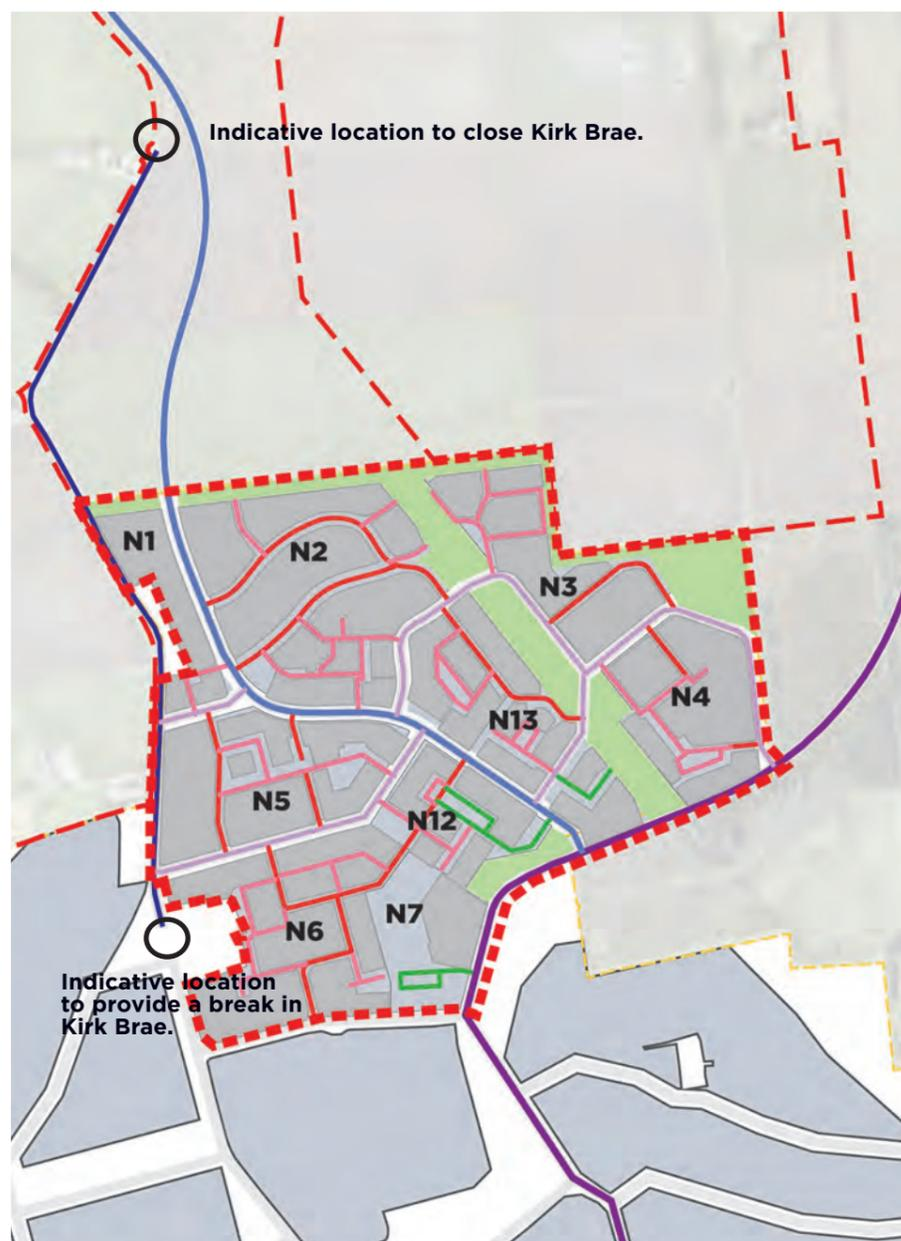 Indicative location to close Kirk Brae.
N1
N2
N3
N4
N13
N5
N12
N7
N6
Indicative location
to provide a break in
Kirk Brae.